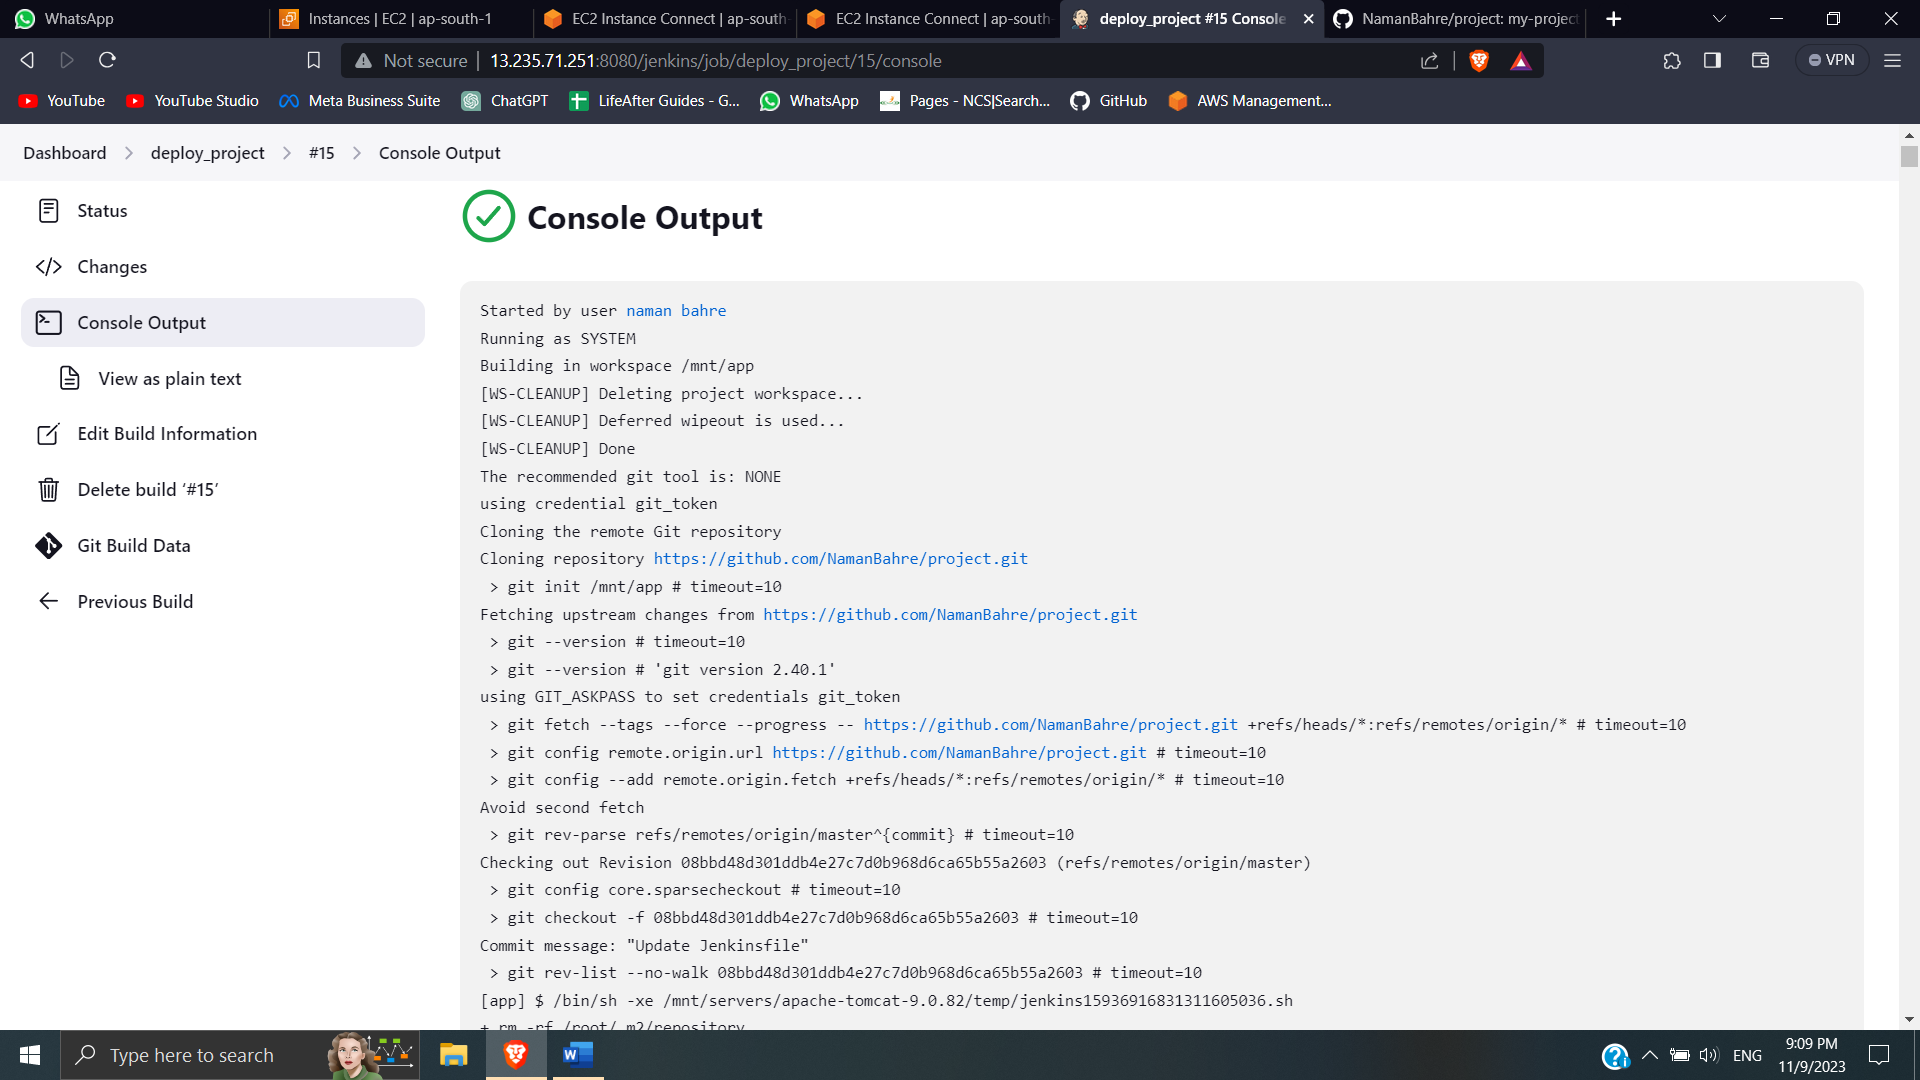 WhatsApp
Instances | EC2 | ap-south-1
EC2 Instance Connect | ap-south-
EC2 Instance Connect | ap-south-
deploy_project #15 Console
NamanBahre/project: my-project
Not secure
13.235.71.251:8080/jenkins/job/deploy_project/15/console
VPN
YouTube
YouTube Studio
Meta Business Suite
ChatGPT
LifeAfter Guides - G...
WhatsApp
Pages - NCS|Search...
GitHub
AWS Management...
Dashboard
deploy_project
#15
Console Output
Status
Changes
Console Output
View as plain text
Edit Build Information
Delete build ‘#15’
Git Build Data
Previous Build
Console Output
Started by user naman bahre
Running as SYSTEM
Building in workspace /mnt/app
[WS-CLEANUP] Deleting project workspace...
[WS-CLEANUP] Deferred wipeout is used...
[WS-CLEANUP] Done
The recommended git tool is: NONE
using credential git_token
Cloning the remote Git repository
Cloning repository https://github.com/NamanBahre/project.git
> git init /mnt/app # timeout=10
Fetching upstream changes from https://github.com/NamanBahre/project.git
> git --version # timeout=10
> git --version # 'git version 2.40.1'
using GIT_ASKPASS to set credentials git_token
> git fetch --tags --force --progress -- https://github.com/NamanBahre/project.git +refs/heads/*:refs/remotes/origin/* # timeout=10
> git config remote.origin.url https://github.com/NamanBahre/project.git # timeout=10
> git config --add remote.origin.fetch +refs/heads/*:refs/remotes/origin/* # timeout=10
Avoid second fetch
> git rev-parse refs/remotes/origin/master^{commit} # timeout=10
Checking out Revision 08bbd48d301ddb4e27c7d0b968d6ca65b55a2603 (refs/remotes/origin/master)
> git config core.sparsecheckout # timeout=10
> git checkout -f 08bbd48d301ddb4e27c7d0b968d6ca65b55a2603 # timeout=10
Commit message: "Update Jenkinsfile"
> git rev-list --no-walk 08bbd48d301ddb4e27c7d0b968d6ca65b55a2603 # timeout=10
[app] $ /bin/sh -xe /mnt/servers/apache-tomcat-9.0.82/temp/jenkins15936916831311605036.sh
+ rm -rf /root/.m2/repository
Type here to search
ENG
9:09 PM
11/9/2023